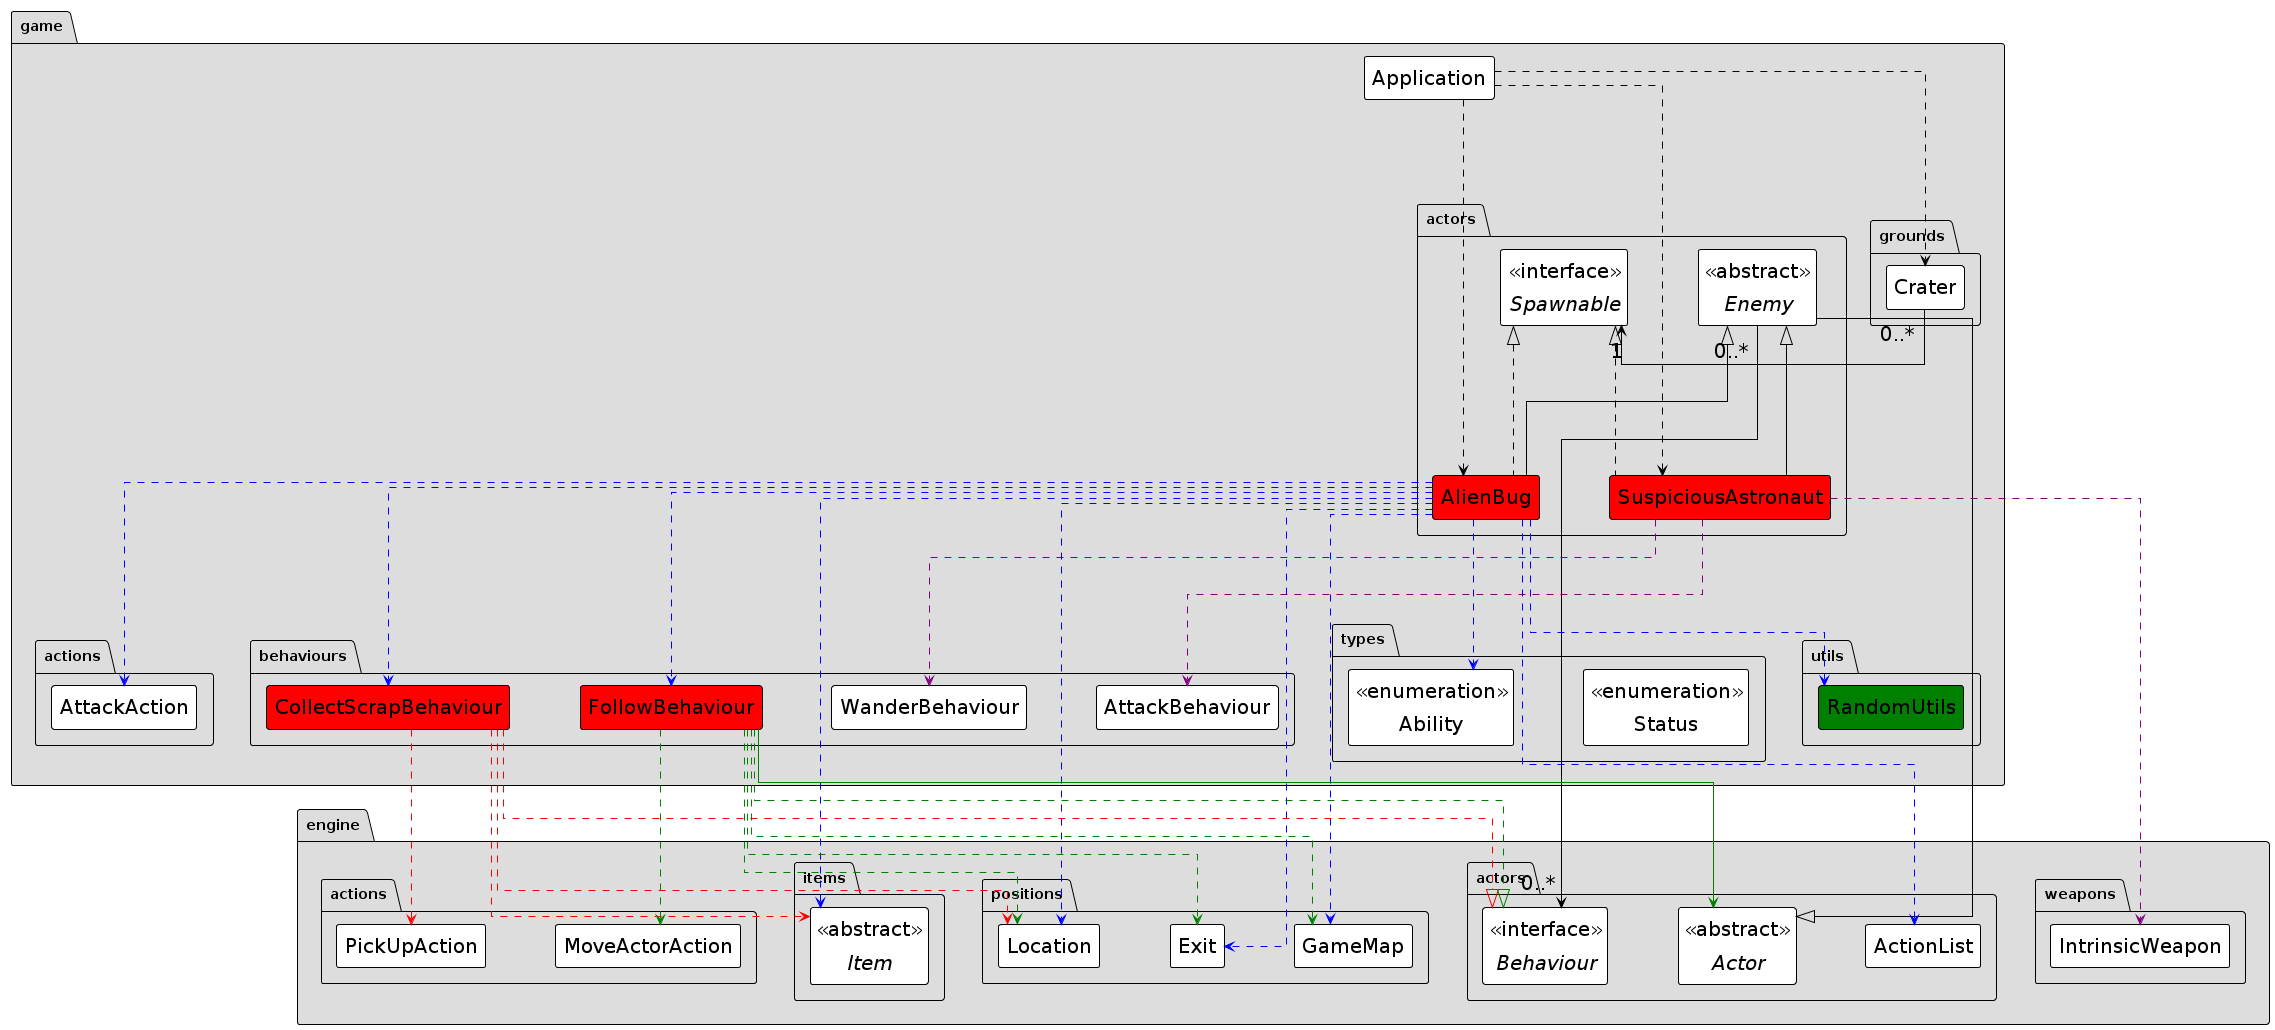 game
Application
actors
grounds
«interface»
Spawnable
«abstract»
Enemy
Crater
0..*
1
0..*
AlienBug
SuspiciousAstronaut
types
actions
behaviours
utils
«enumeration»
Ability
«enumeration»
Status
AttackAction
CollectScrapBehaviour
FollowBehaviour
WanderBehaviour
AttackBehaviour
RandomUtils
engine
items
actors
0..*
actions
positions
weapons
PickUpAction
MoveActorAction
«abstract»
Item
Location
Exit
GameMap
«interface»
Behaviour
«abstract»
Actor
ActionList
IntrinsicWeapon